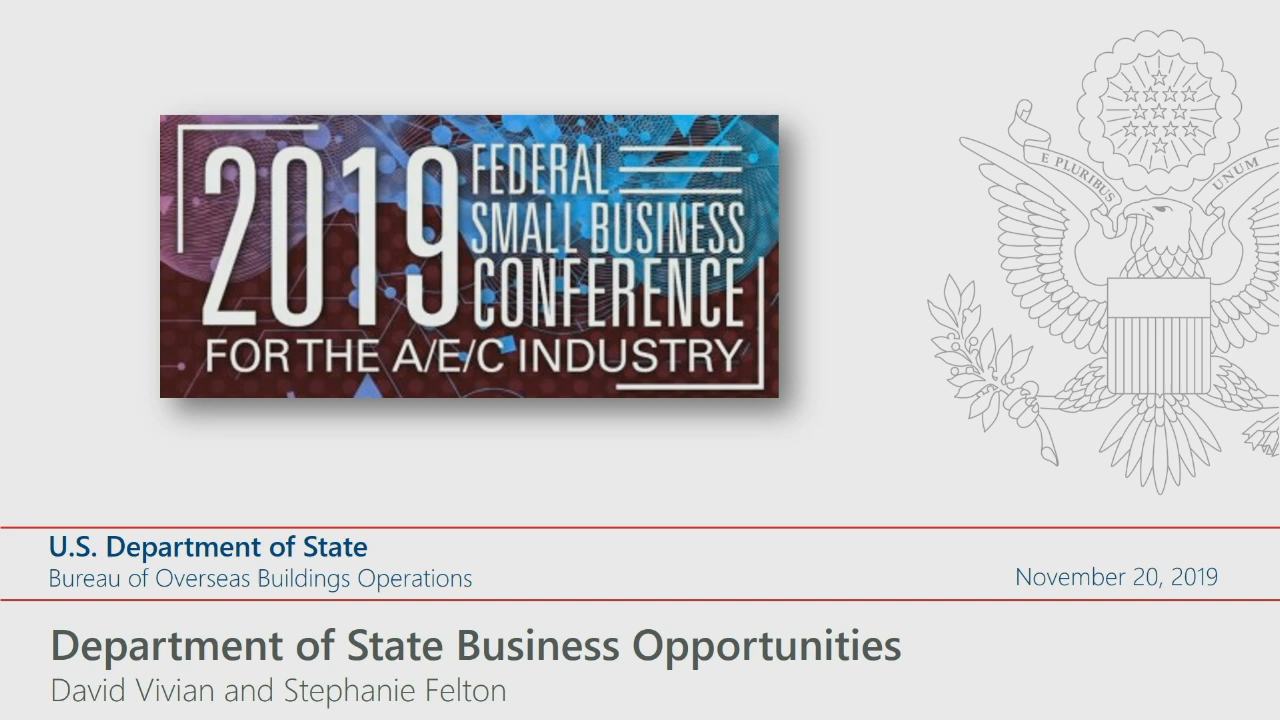 2019 FEDERAL
SMALL BUSINESS
CONFERENCE
FOR THE A/E/C INDUSTRY
E PLURIBUS UNUM
U.S. Department of State
Bureau of Overseas Buildings Operations
November 20, 2019
Department of State Business Opportunities
David Vivian and Stephanie Felton